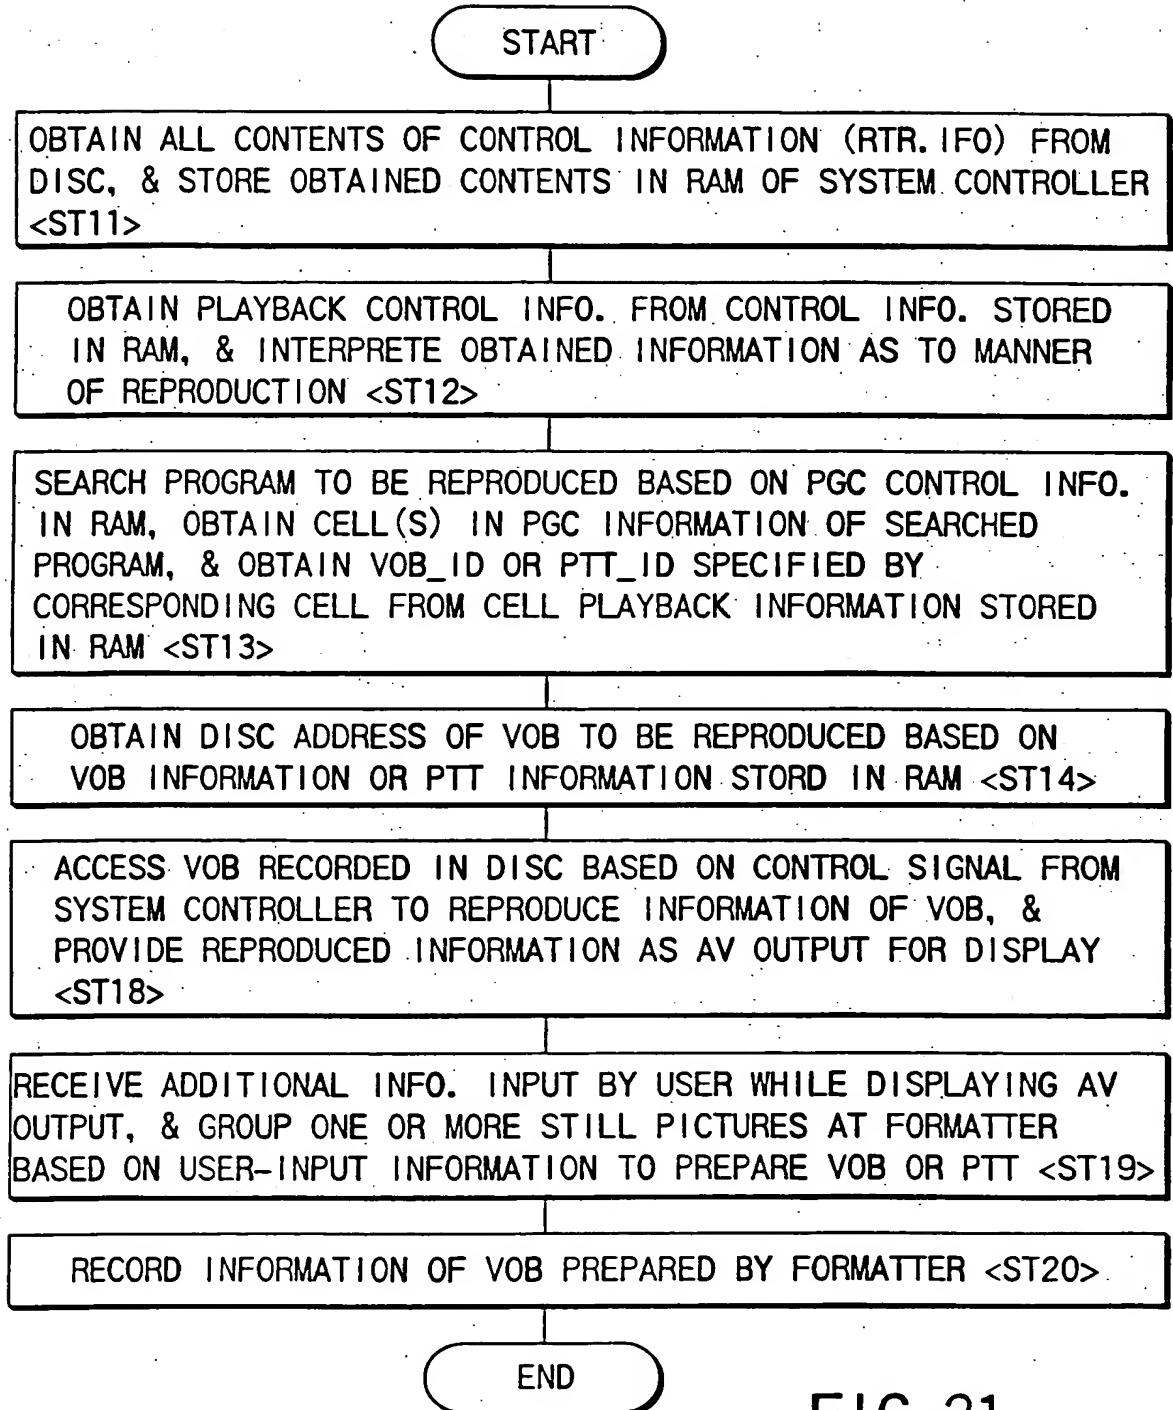 START
OBTAIN ALL CONTENTS OF CONTROL INFORMATION (RTR.IFO) FROM
DISC, & STORE OBTAINED CONTENTS IN RAM OF SYSTEM CONTROLLER
<ST11>
OBTAIN PLAYBACK CONTROL INFO. FROM CONTROL INFO. STORED
IN RAM, & INTERPRETE OBTAINED INFORMATION AS TO MANNER
OF REPRODUCTION <ST12>
SEARCH PROGRAM TO BE REPRODUCED BASED ON PGC CONTROL INFO.
IN RAM, OBTAIN CELL(S) IN PGC INFORMATION OF SEARCHED
PROGRAM, & OBTAIN VOB_ID OR PTT_ID SPECIFIED BY
CORRESPONDING CELL FROM CELL PLAYBACK INFORMATION STORED
IN RAM <ST13>
OBTAIN DISC ADDRESS OF VOB TO BE REPRODUCED BASED ON
VOB INFORMATION OR PTT INFORMATION STORD IN RAM <ST14>
ACCESS VOB RECORDED IN DISC BASED ON CONTROL SIGNAL FROM
SYSTEM CONTROLLER TO REPRODUCE INFORMATION OF VOB, &
PROVIDE REPRODUCED INFORMATION AS AV OUTPUT FOR DISPLAY
<ST18>
RECEIVE ADDITIONAL INFO. INPUT BY USER WHILE DISPLAYING AV
OUTPUT, & GROUP ONE OR MORE STILL PICTURES AT FORMATTER
BASED ON USER-INPUT INFORMATION TO PREPARE VOB OR PTT <ST19>
RECORD INFORMATION OF VOB PREPARED BY FORMATTER <ST20>
END
FIG. 21